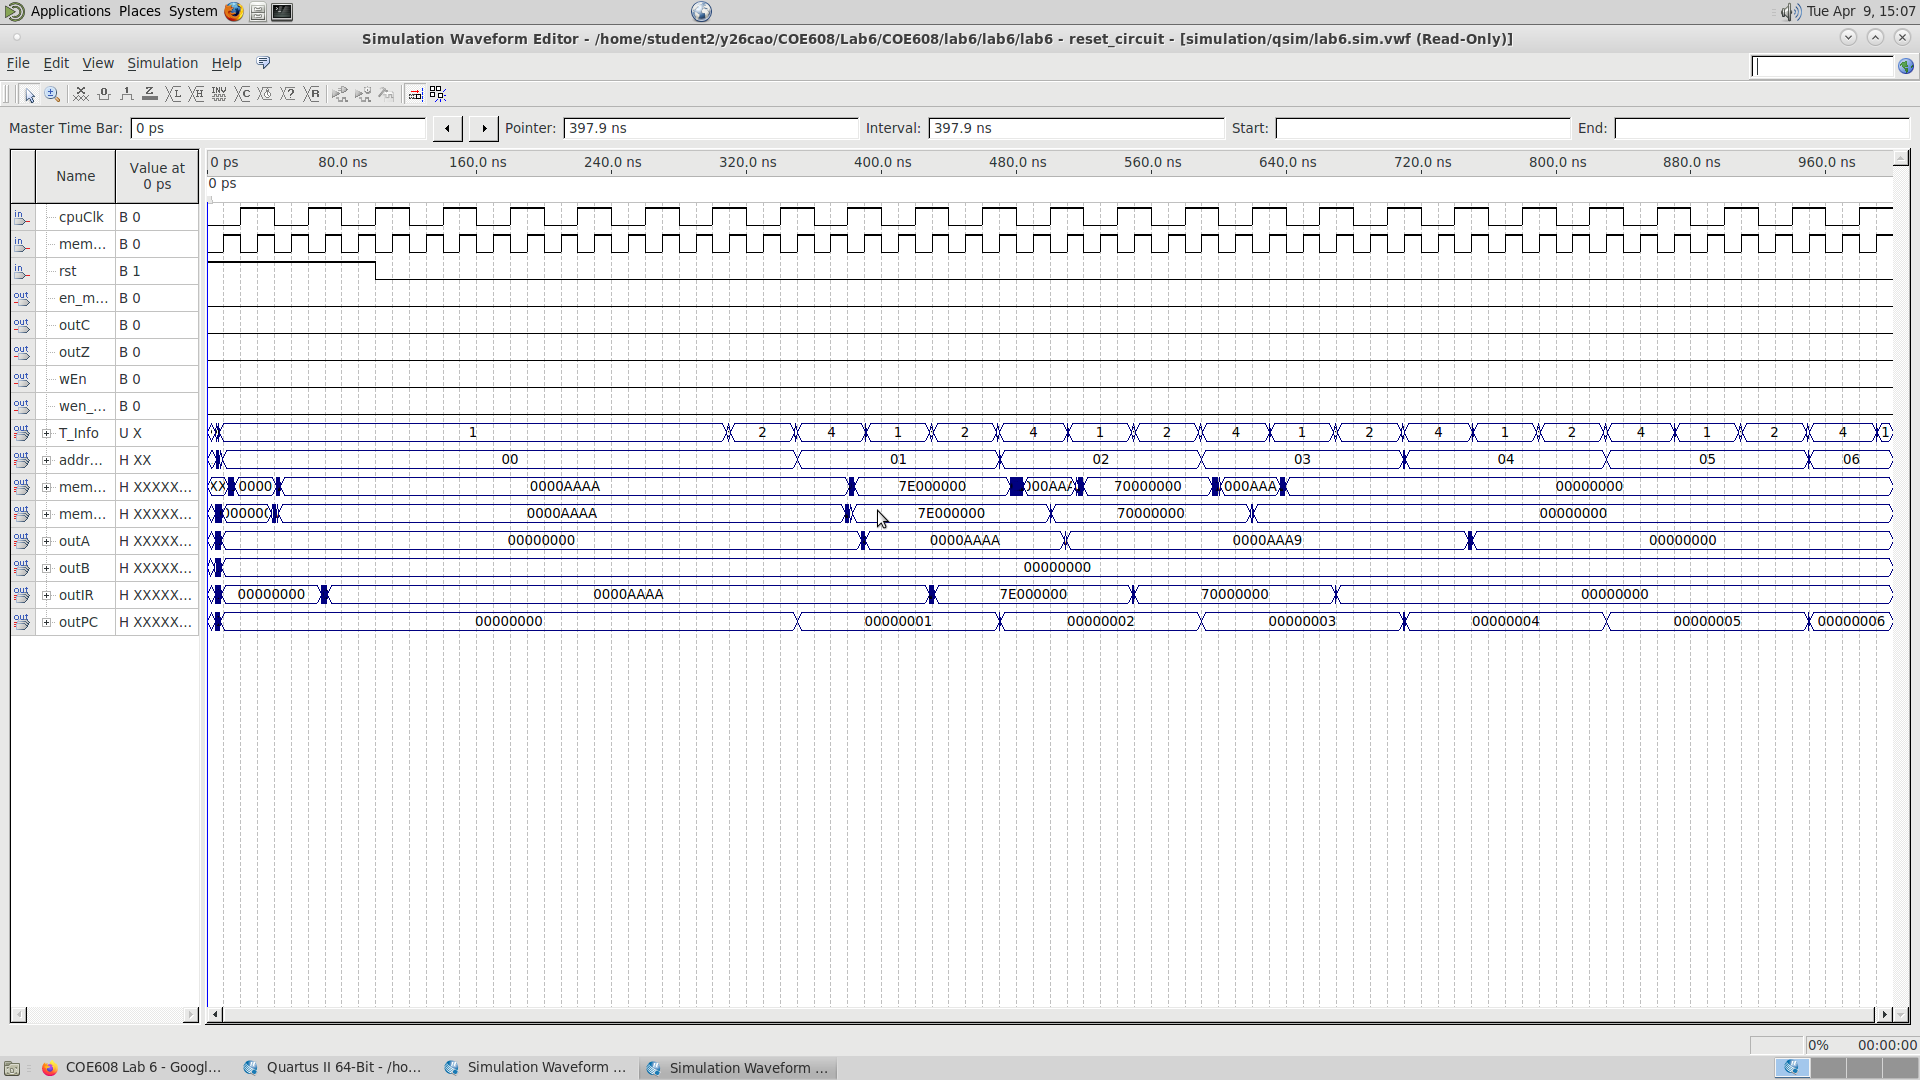 Applications Places System Tue Apr 9, 15:07
Simulation Waveform Editor - /home/student2/y26cao/COE608/Lab6/COE608/lab6/lab6/lab6 - reset_circuit - [simulation/qsim/lab6.sim.vwf (Read-Only)]
File Edit View Simulation Help
Master Time Bar: 0 ps Pointer: 397.9 ns Interval: 397.9 ns Start: End:
Name Value at 0 ps
0 ps 80.0 ns 160.0 ns 240.0 ns 320.0 ns 400.0 ns 480.0 ns 560.0 ns 640.0 ns 720.0 ns 800.0 ns 880.0 ns 960.0 ns
0 ps
cpuClk B 0
mem... B 0
rst B 1
en_m... B 0
outC B 0
outZ B 0
wEn B 0
wen_... B 0
T_Info U X 1 2 4 1 2 4 1 2 4 1 2 4 1 2 4 1 2 4 1
addr... H XX 00 01 02 03 04 05 06
mem... H XXXXX... 0000 0000AAAA 7E000000 70000000 00000000
mem... H XXXXX... 0000AAAA 7E000000 70000000 00000000
outA H XXXXX... 00000000 0000AAAA 0000AAA9 00000000
outB H XXXXX... 00000000
outIR H XXXXX... 00000000 0000AAAA 7E000000 70000000 00000000
outPC H XXXXX... 00000000 00000001 00000002 00000003 00000004 00000005 00000006
0% 00:00:00
COE608 Lab 6 - Googl... Quartus II 64-Bit - /ho... Simulation Waveform ... Simulation Waveform ...